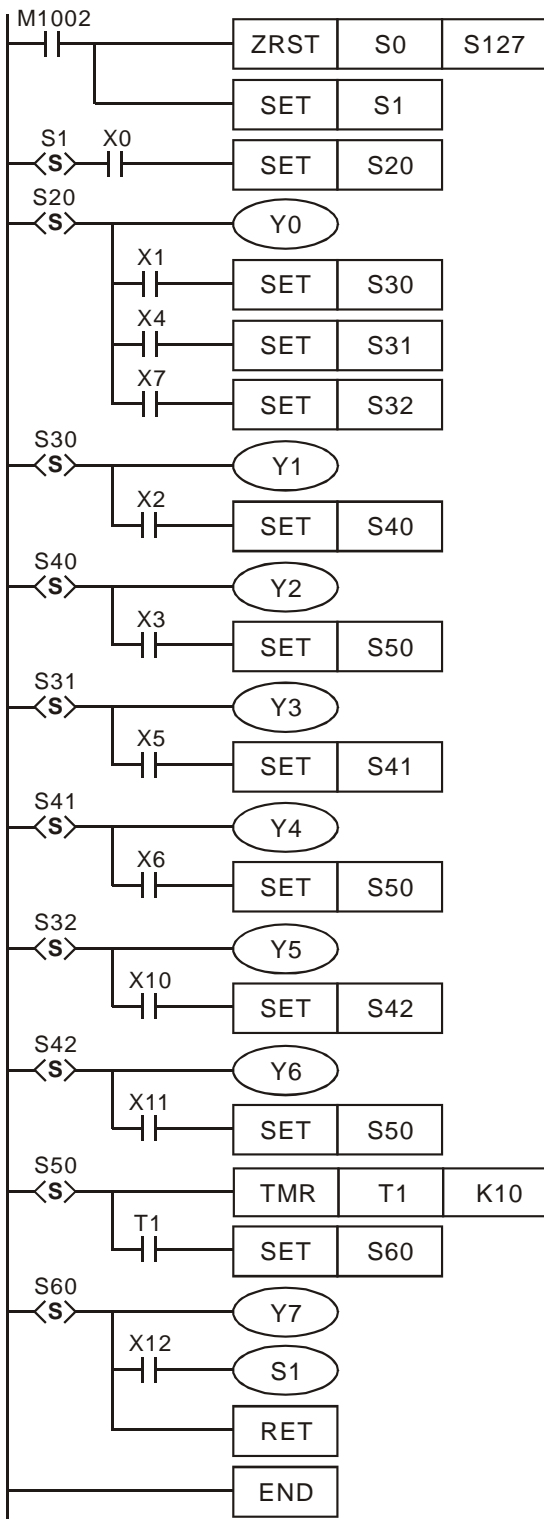 M1002
ZRST S0 S127
SET S1
S1 X0
S SET S20
S20
S Y0
X1
SET S30
X4
SET S31
X7
SET S32
S30
S Y1
X2
SET S40
S40
S Y2
X3
SET S50
S31
S Y3
X5
SET S41
S41
S Y4
X6
SET S50
S32
S Y5
X10
SET S42
S42
S Y6
X11
SET S50
S50
S TMR T1 K10
T1
SET S60
S60
S Y7
X12
S1
RET
END